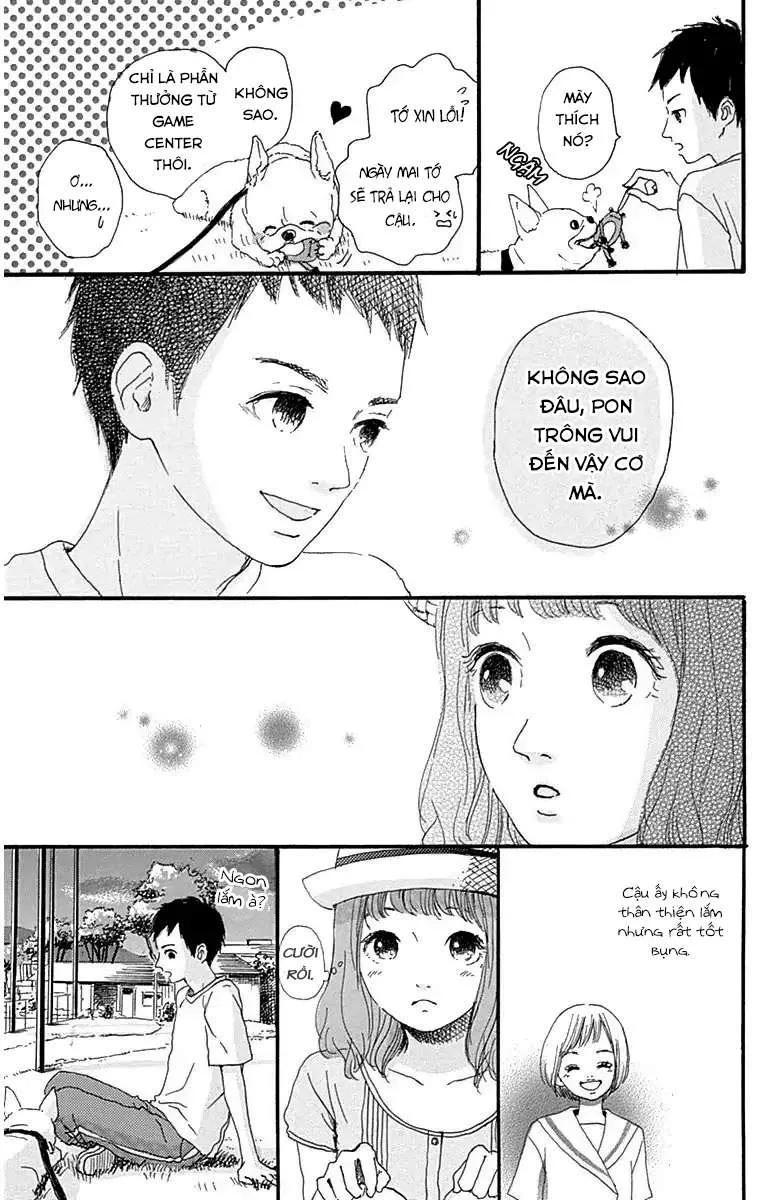 MÀY
THÍCH
NÓ?
NGẬM
TỚ XIN LỖI!
NGÀY MAI TỚ
SẼ TRẢ LẠI CHO
CẬU.
KHÔNG
SAO.
CHỈ LÀ PHẦN
THƯỞNG TỪ
GAME
CENTER
THÔI.
Ơ...
NHƯNG...
KHÔNG SAO
ĐÂU, PON
TRÔNG VUI
ĐẾN VẬY CƠ
MÀ.
Ngon
lắm à?
CƯỜI
RỒI.
Cậu ấy không
thân thiện lắm
nhưng rất tốt
bụng.